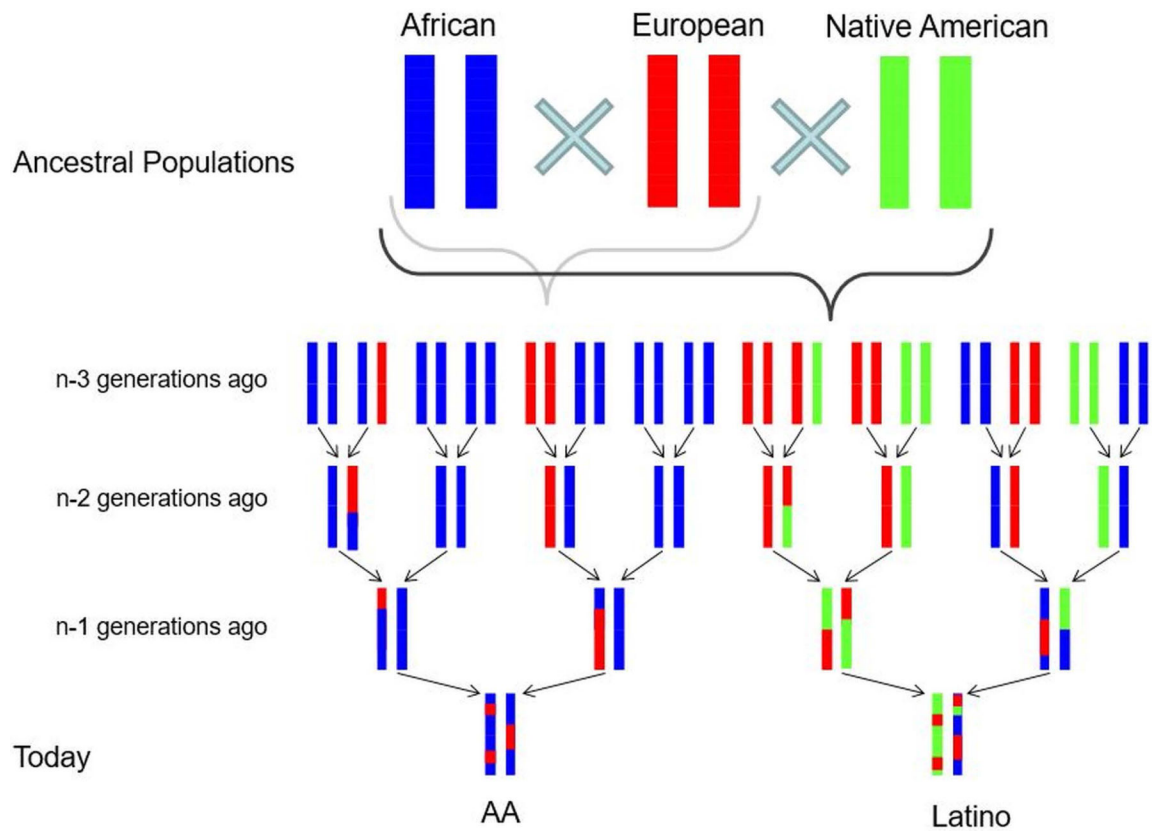 African European Native American
Ancestral Populations
n-3 generations ago
n-2 generations ago
n-1 generations ago
Today
AA Latino